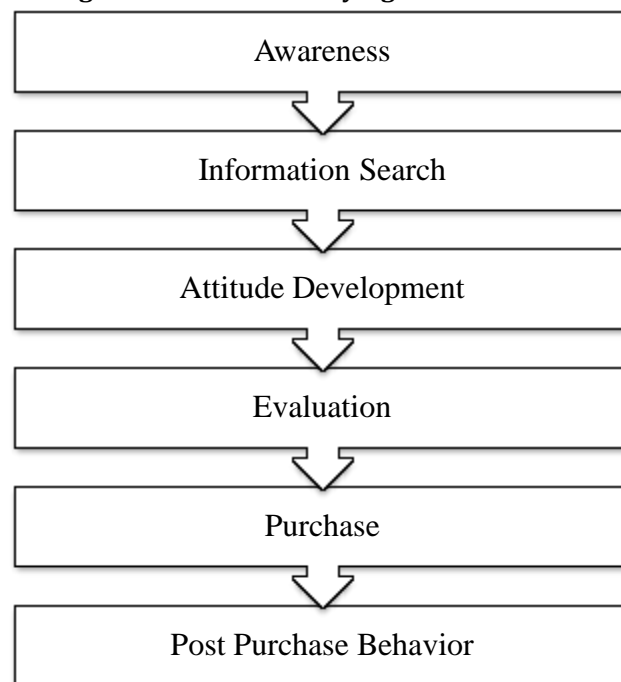 Awareness
Information Search
Attitude Development
Evaluation
Purchase
Post Purchase Behavior